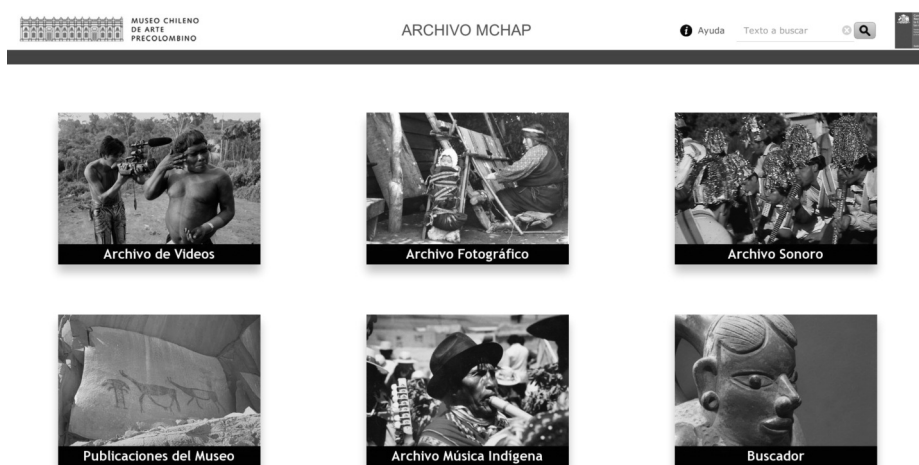 MUSEO CHILENO
DE ARTE
PRECOLOMBINO
ARCHIVO MCHAP
Ayuda
Texto a buscar
Archivo de Videos
Archivo Fotográfico
Archivo Sonoro
Publicaciones del Museo
Archivo Música Indígena
Buscador